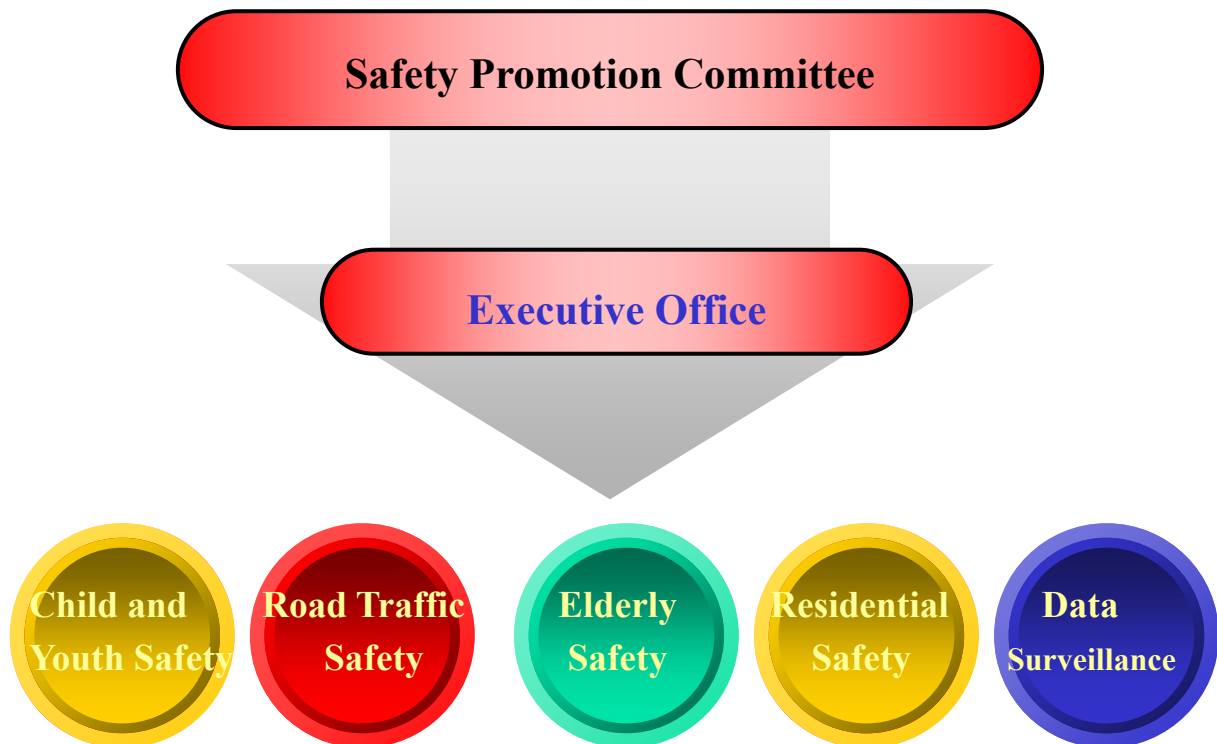 Safety Promotion Committee
Executive Office
Child and
Youth Safety
Road Traffic
Safety
Elderly
Safety
Residential
Safety
Data
Surveillance